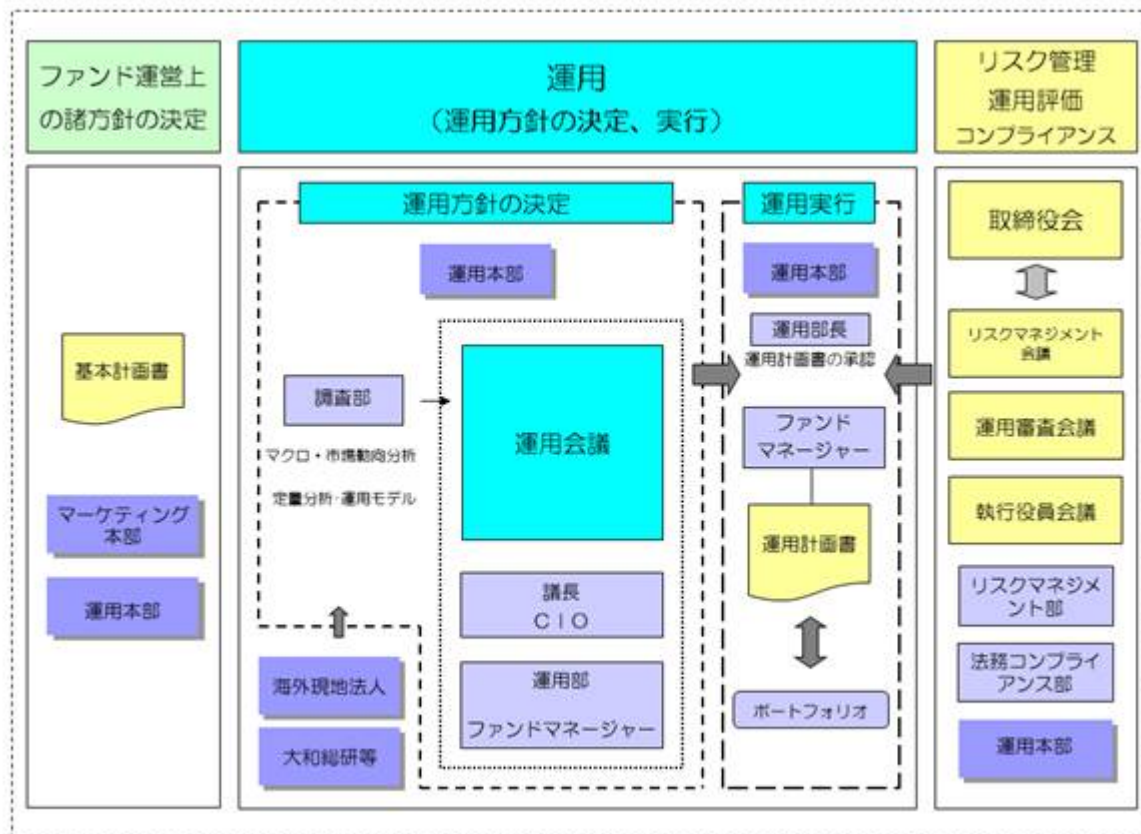 ファンド運営上
の諸方針の決定
運用
（運用方針の決定、実行）
リスク管理
運用評価
コンプライアンス
基本計画書
マーケティング
本部
運用本部
運用方針の決定
運用本部
調査部
マクロ・市場動向分析
定量分析・運用モデル
運用会議
議長
ＣＩＯ
運用部
ファンドマネージャー
海外現地法人
大和総研等
運用実行
運用本部
運用部長
運用計画書の承認
ファンド
マネージャー
運用計画書
ポートフォリオ
取締役会
リスクマネジメント
会議
運用審査会議
執行役員会議
リスクマネジメ
ント部
法務コンプライ
アンス部
運用本部